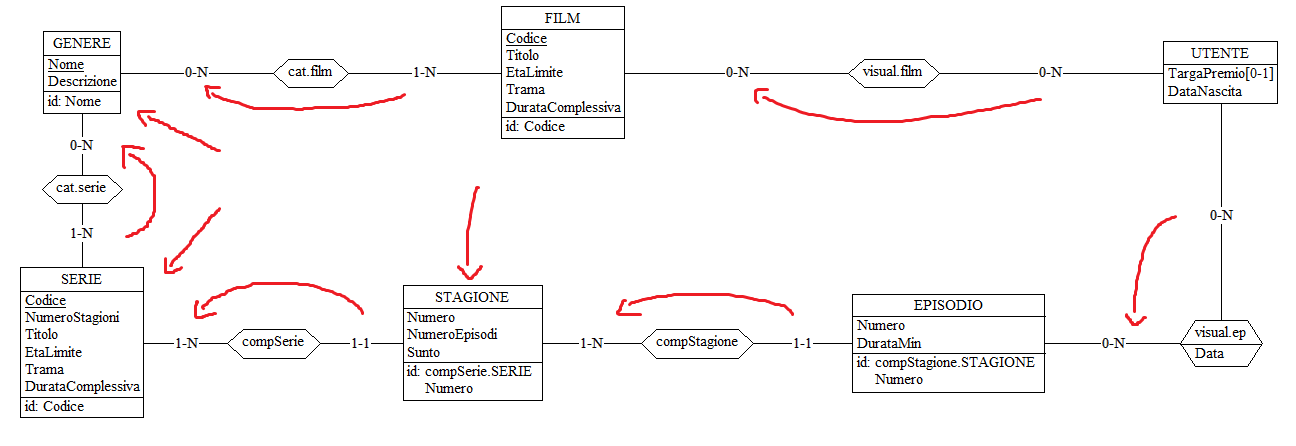 FILM
Codice
Titolo
EtaLimite
Trama
DurataComplessiva
id: Codice
GENERE
Nome
Descrizione
id: Nome
0-N
cat.film
1-N
0-N
visual.film
0-N
UTENTE
TargaPremio[0-1]
DataNascita
0-N
cat.serie
1-N
0-N
SERIE
Codice
NumeroStagioni
Titolo
EtaLimite
Trama
DurataComplessiva
id: Codice
1-N
compSerie
1-1
STAGIONE
Numero
NumeroEpisodi
Sunto
id: compSerie.SERIE
Numero
1-N
compStagione
1-1
EPISODIO
Numero
DurataMin
id: compStagione.STAGIONE
Numero
0-N
visual.ep
Data